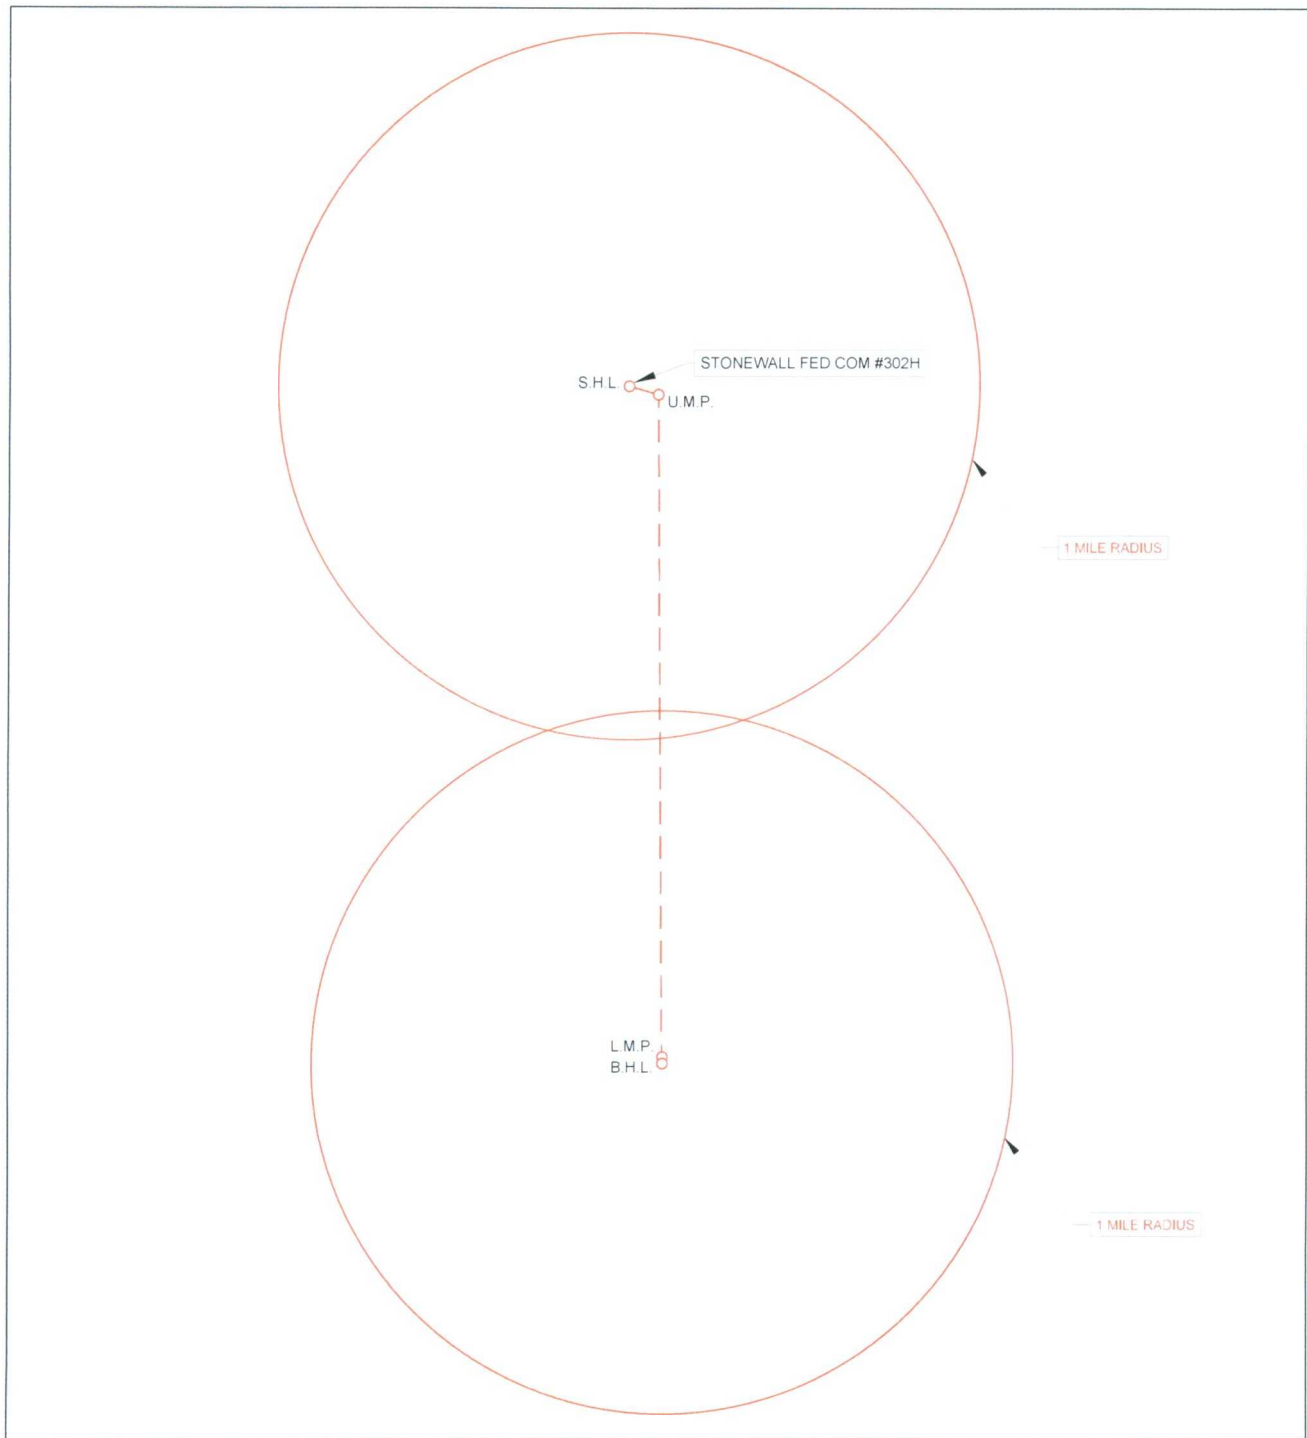 STONEWALL FED COM #302H
S.H.L.
U.M.P.
1 MILE RADIUS
L.M.P.
B.H.L.
1 MILE RADIUS